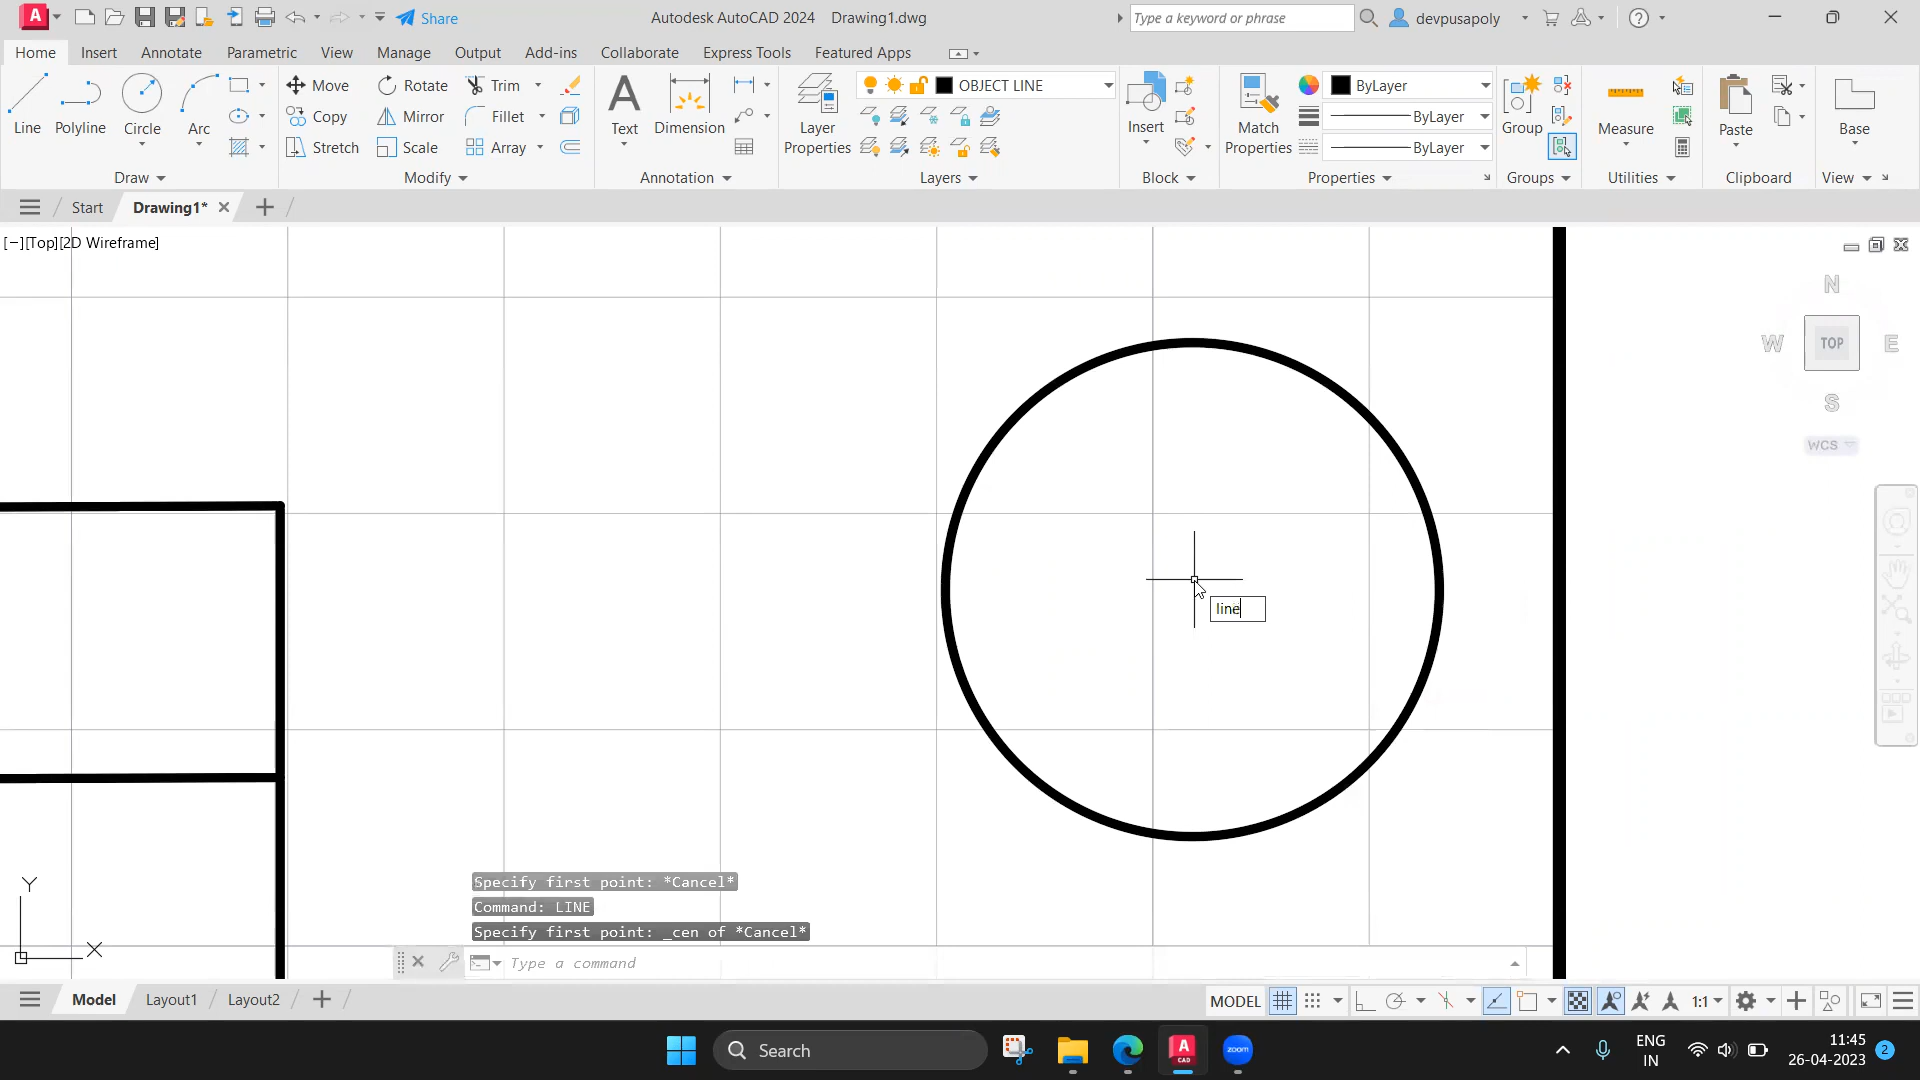 A
Share
Autodesk AutoCAD 2024 Drawing1.dwg
Type a keyword or phrase
devpusapoly
Home Insert Annotate Parametric View Manage Output Add-ins Collaborate Express Tools Featured Apps
Line Polyline Circle Arc
Move Rotate Trim
Copy Mirror Fillet
Stretch Scale Array
A Text Dimension
Layer Properties
OBJECT LINE
Insert
Match Properties
ByLayer
ByLayer
ByLayer
Group
Measure
Paste
Base
Draw Modify Annotation Layers Block Properties Groups Utilities Clipboard View
Start Drawing1*
[−][Top][2D Wireframe]
N
W TOP E
S
WCS
line
Y
X
Specify first point: *Cancel*
Command: LINE
Specify first point: _cen of *Cancel*
Type a command
Model Layout1 Layout2
MODEL 1:1
Search
A
CAD
zoom
ENG
IN
11:45
26-04-2023
2